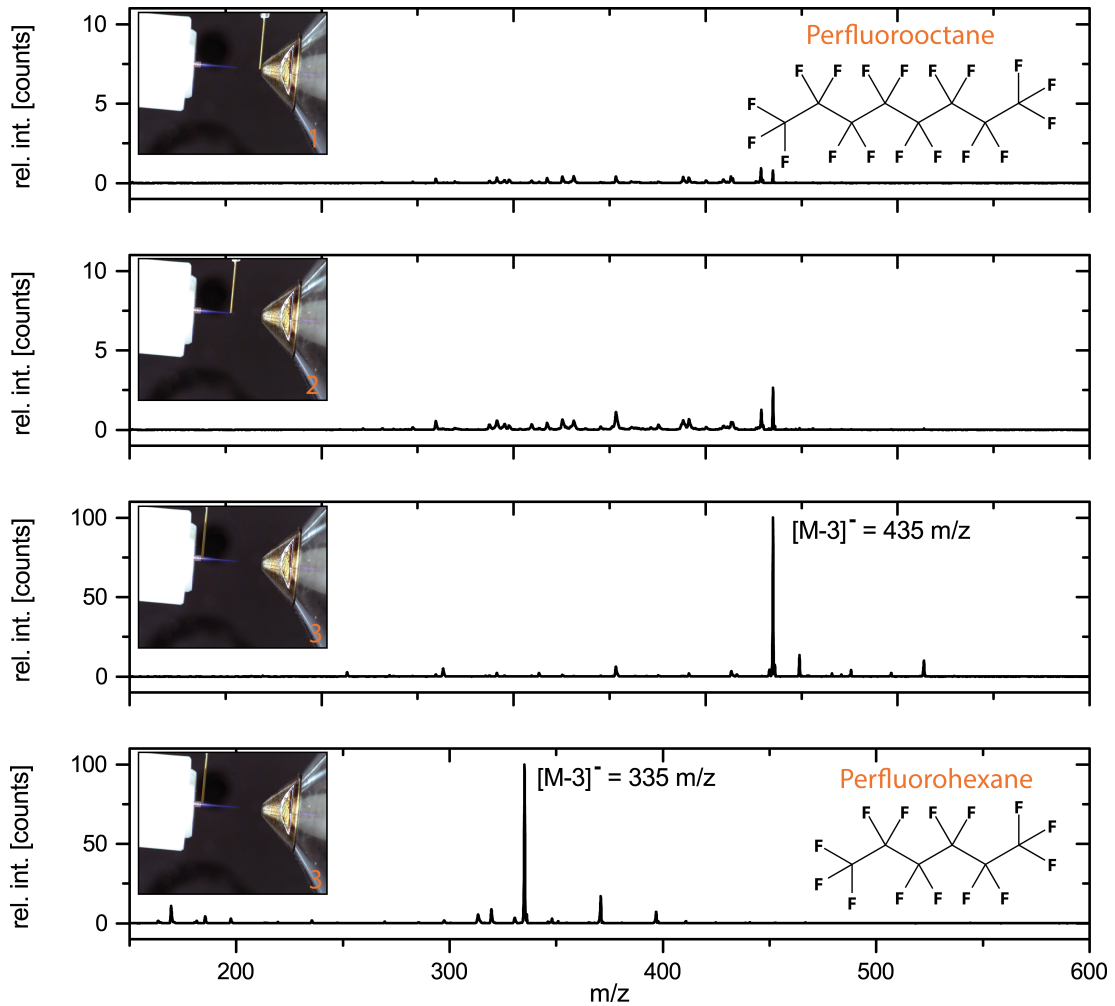 rel. int. [counts]
10
5
0
1
Perfluorooctane
F F F F F F F
F F
F F
F F F F F F F
rel. int. [counts]
10
5
0
2
rel. int. [counts]
100
50
0
3
[M-3]⁻ = 435 m/z
rel. int. [counts]
100
50
0
3
[M-3]⁻ = 335 m/z
Perfluorohexane
F F F F F
F F
F F
F F F F F
200 300 400 500 600
m/z